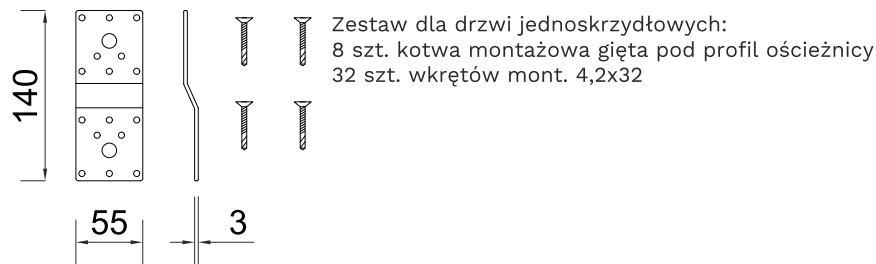 Zestaw dla drzwi jednoskrzydłowych:
8 szt. kotwa montażowa gięta pod profil ościeżnicy
32 szt. wkrętów mont. 4,2x32
140
55
3